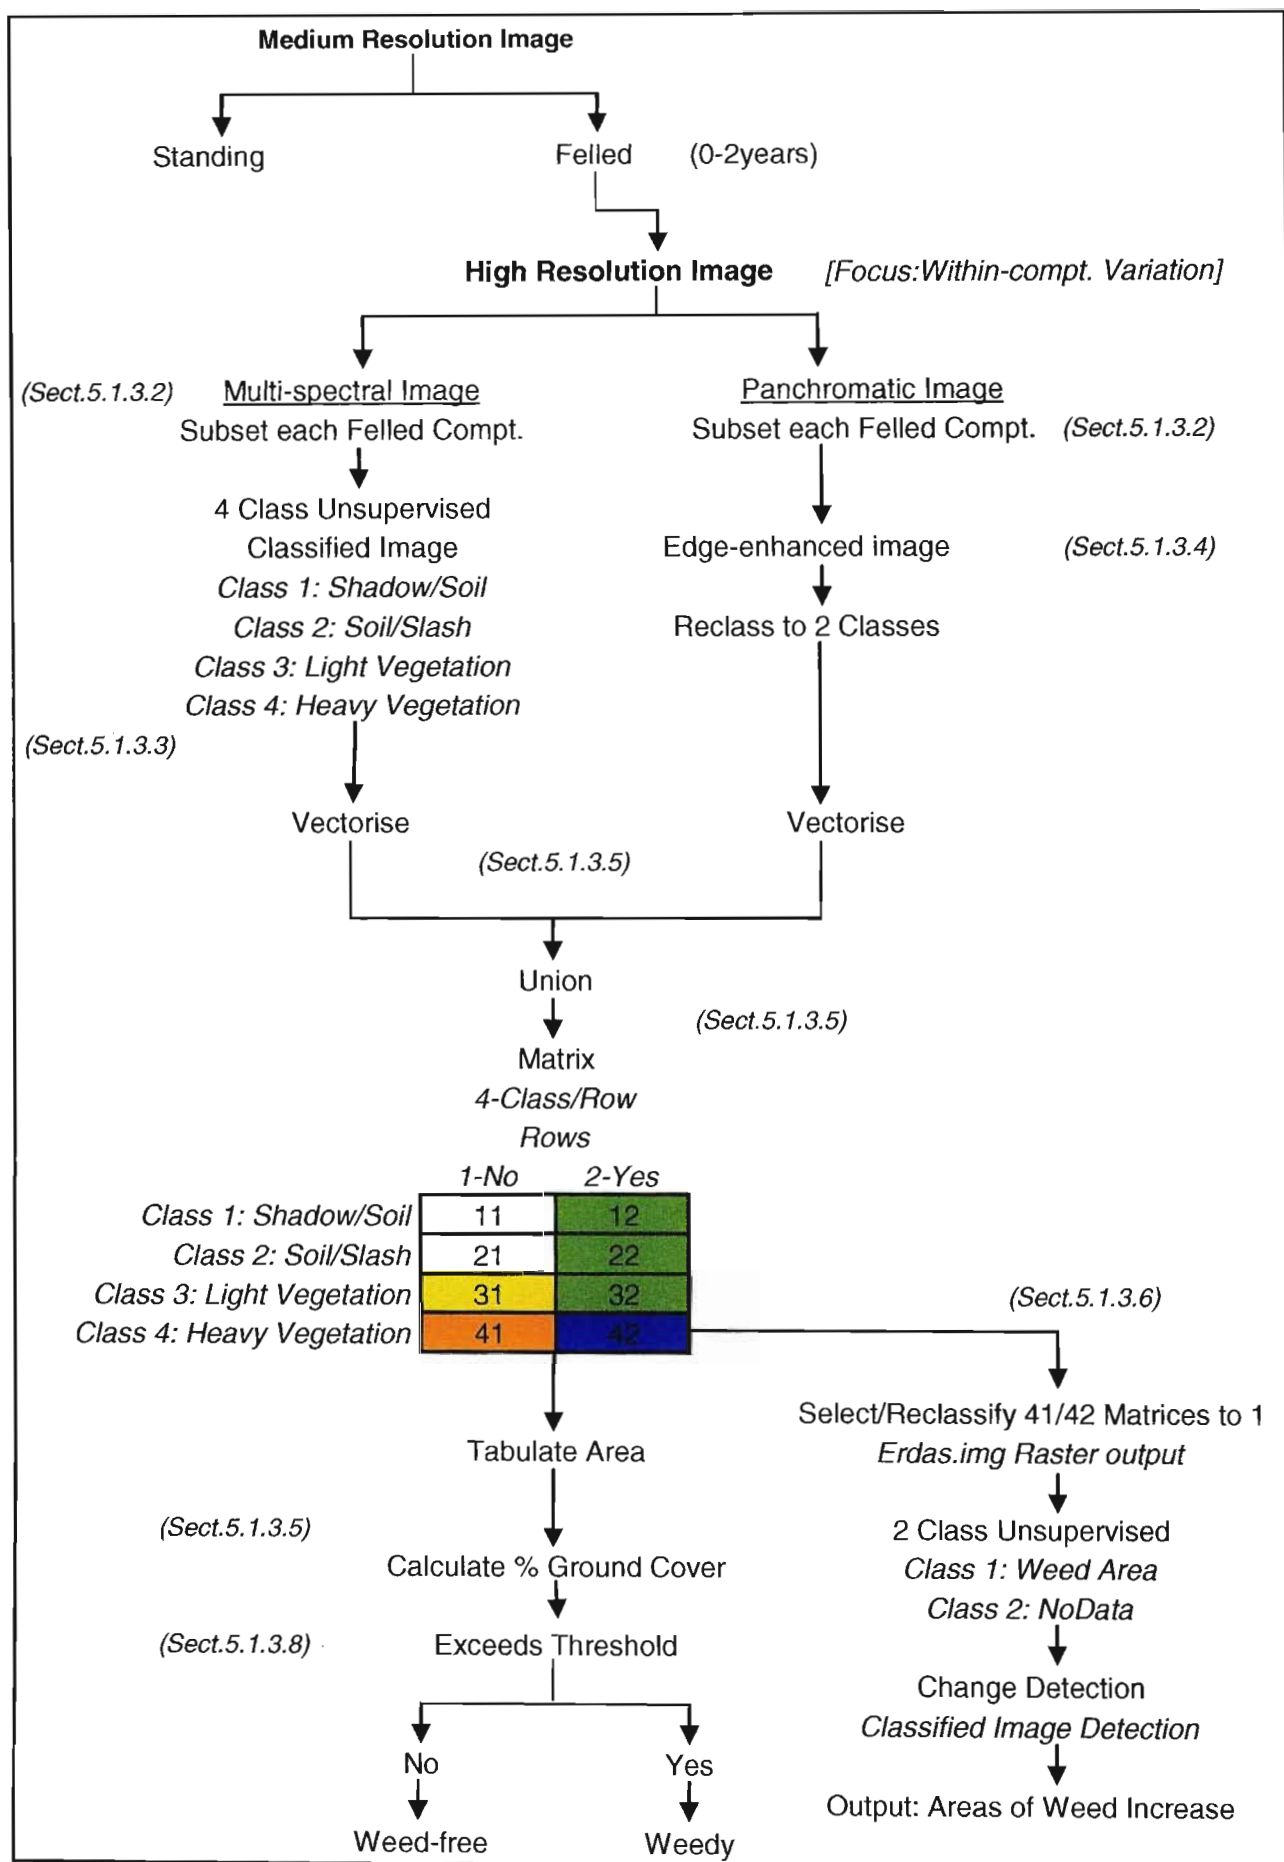 Medium Resolution Image
Standing
Felled (0-2years)
High Resolution Image [Focus:Within-compt. Variation]
(Sect.5.1.3.2) Multi-spectral Image
Subset each Felled Compt.
4 Class Unsupervised
Classified Image
Class 1: Shadow/Soil
Class 2: Soil/Slash
Class 3: Light Vegetation
Class 4: Heavy Vegetation
(Sect.5.1.3.3)
Vectorise
Panchromatic Image
Subset each Felled Compt. (Sect.5.1.3.2)
Edge-enhanced image (Sect.5.1.3.4)
Reclass to 2 Classes
Vectorise
(Sect.5.1.3.5)
Union
(Sect.5.1.3.5)
Matrix
4-Class/Row
Rows
1-No 2-Yes
Class 1: Shadow/Soil 11 12
Class 2: Soil/Slash 21 22
Class 3: Light Vegetation 31 32
Class 4: Heavy Vegetation 41 42
Tabulate Area
(Sect.5.1.3.5)
Calculate % Ground Cover
(Sect.5.1.3.8) Exceeds Threshold
No Yes
Weed-free Weedy
(Sect.5.1.3.6)
Select/Reclassify 41/42 Matrices to 1
Erdas.img Raster output
2 Class Unsupervised
Class 1: Weed Area
Class 2: NoData
Change Detection
Classified Image Detection
Output: Areas of Weed Increase